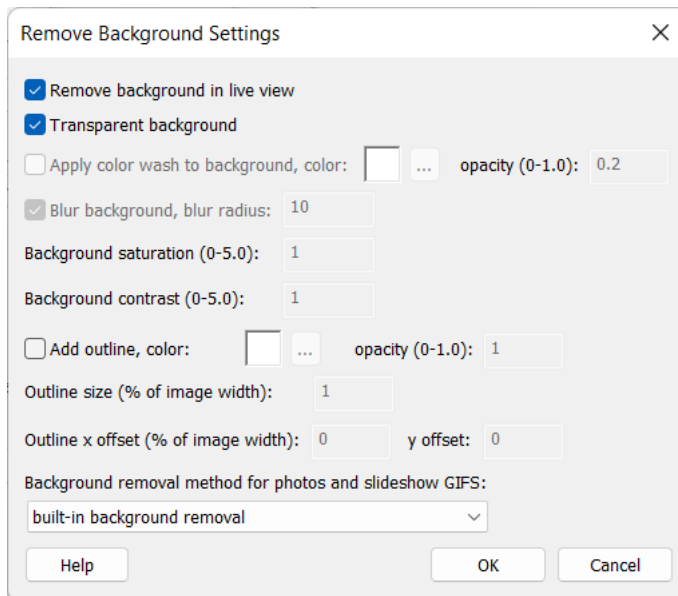 Remove Background Settings
Remove background in live view
Transparent background
Apply color wash to background, color: ... opacity (0-1.0): 0.2
Blur background, blur radius: 10
Background saturation (0-5.0): 1
Background contrast (0-5.0): 1
Add outline, color: ... opacity (0-1.0): 1
Outline size (% of image width): 1
Outline x offset (% of image width): 0 y offset: 0
Background removal method for photos and slideshow GIFS:
built-in background removal
Help OK Cancel